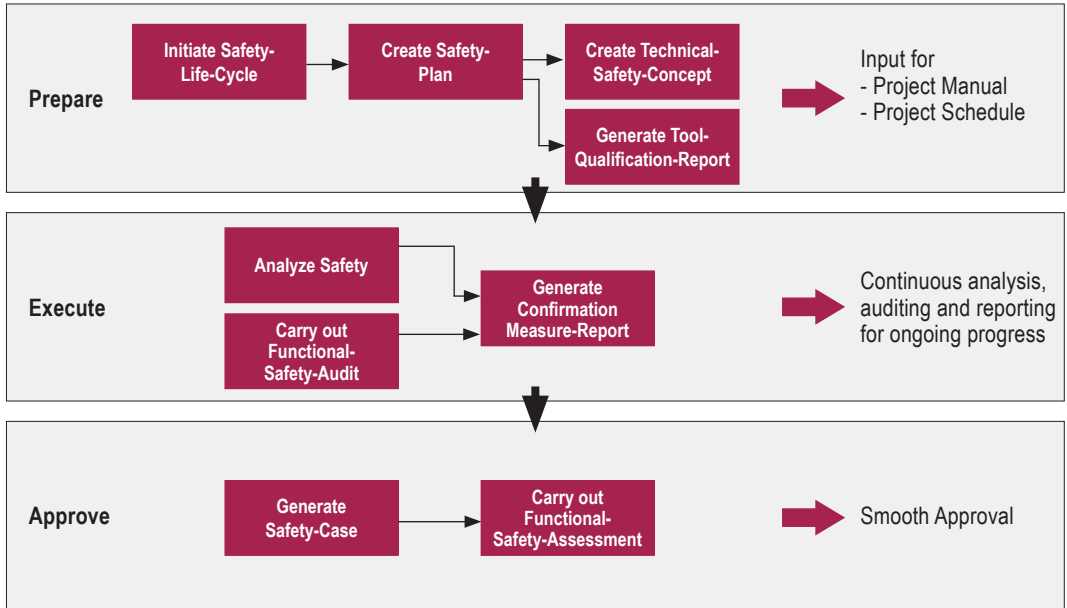 Prepare
Initiate Safety-
Life-Cycle
Create Safety-
Plan
Create Technical-
Safety-Concept
Generate Tool-
Qualification-Report
Input for
- Project Manual
- Project Schedule
Execute
Analyze Safety
Carry out
Functional-
Safety-Audit
Generate
Confirmation
Measure-Report
Continuous analysis,
auditing and reporting
for ongoing progress
Approve
Generate
Safety-Case
Carry out
Functional-
Safety-Assessment
Smooth Approval